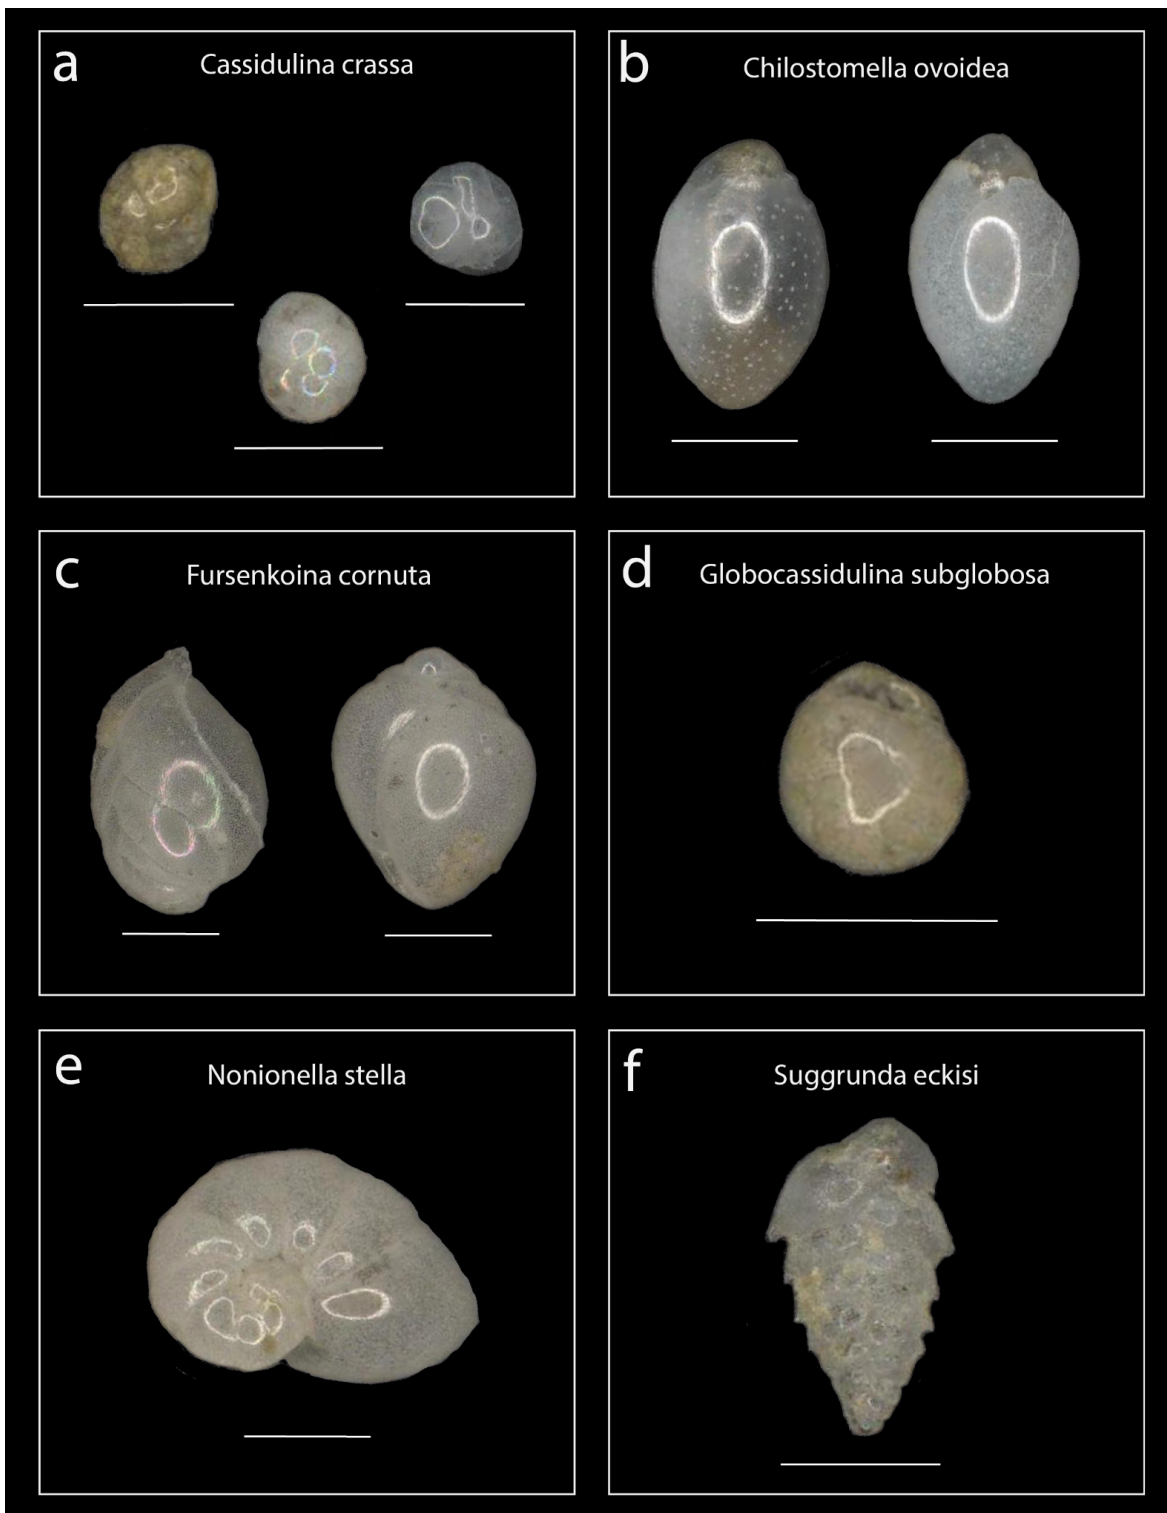 a
Cassidulina crassa
b
Chilostomella ovoidea
c
Fursenkoina cornuta
d
Globocassidulina subglobosa
e
Nonionella stella
f
Suggrunda eckisi